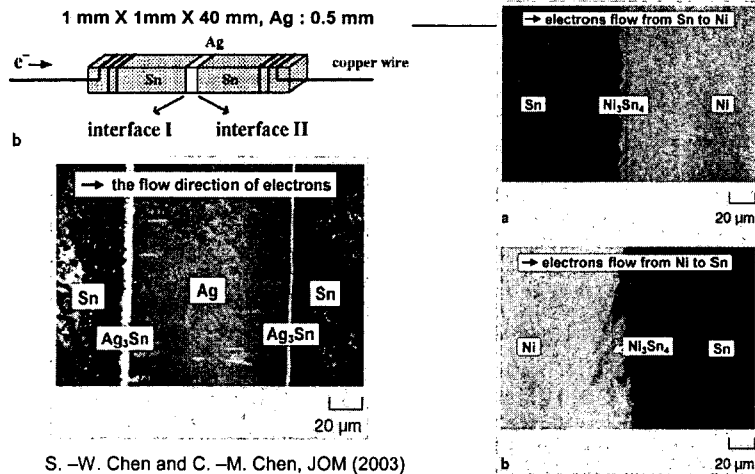 1 mm X 1mm X 40 mm, Ag : 0.5 mm
Ag
e⁻
Sn
Sn
copper wire
interface I
interface II
b
→ the flow direction of electrons
Sn
Ag₃Sn
Ag
Ag₃Sn
Sn
20 µm
S. –W. Chen and C. –M. Chen, JOM (2003)
→ electrons flow from Sn to Ni
Sn
Ni₃Sn₄
Ni
a
20 µm
→ electrons flow from Ni to Sn
Ni
Ni₃Sn₄
Sn
b
20 µm